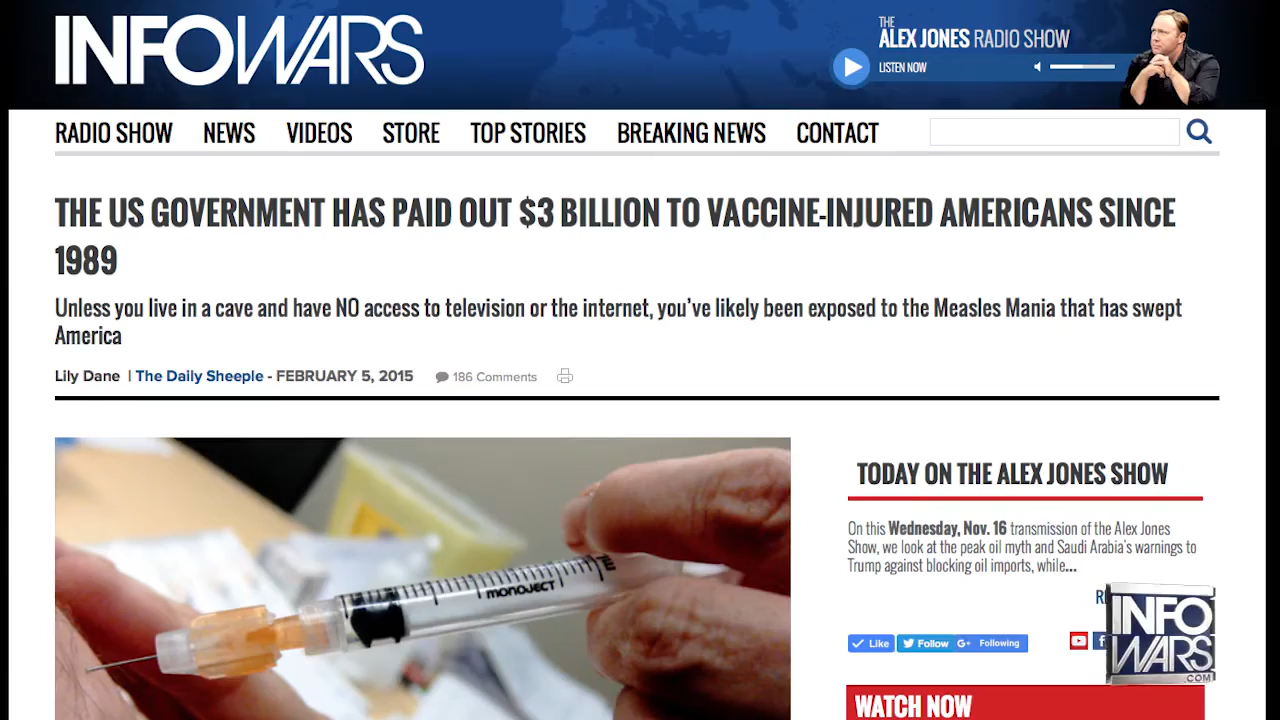 INFOWARS
THE
ALEX JONES RADIO SHOW
LISTEN NOW
RADIO SHOW NEWS VIDEOS STORE TOP STORIES BREAKING NEWS CONTACT
THE US GOVERNMENT HAS PAID OUT $3 BILLION TO VACCINE-INJURED AMERICANS SINCE
1989
Unless you live in a cave and have NO access to television or the internet, you've likely been exposed to the Measles Mania that has swept
America
Lily Dane | The Daily Sheeple - FEBRUARY 5, 2015 186 Comments
MONOJECT
TODAY ON THE ALEX JONES SHOW
On this Wednesday, Nov. 16 transmission of the Alex Jones
Show, we look at the peak oil myth and Saudi Arabia's warnings to
Trump against blocking oil imports, while...
Like Follow G+ Following
INFO
WARS
.COM
WATCH NOW